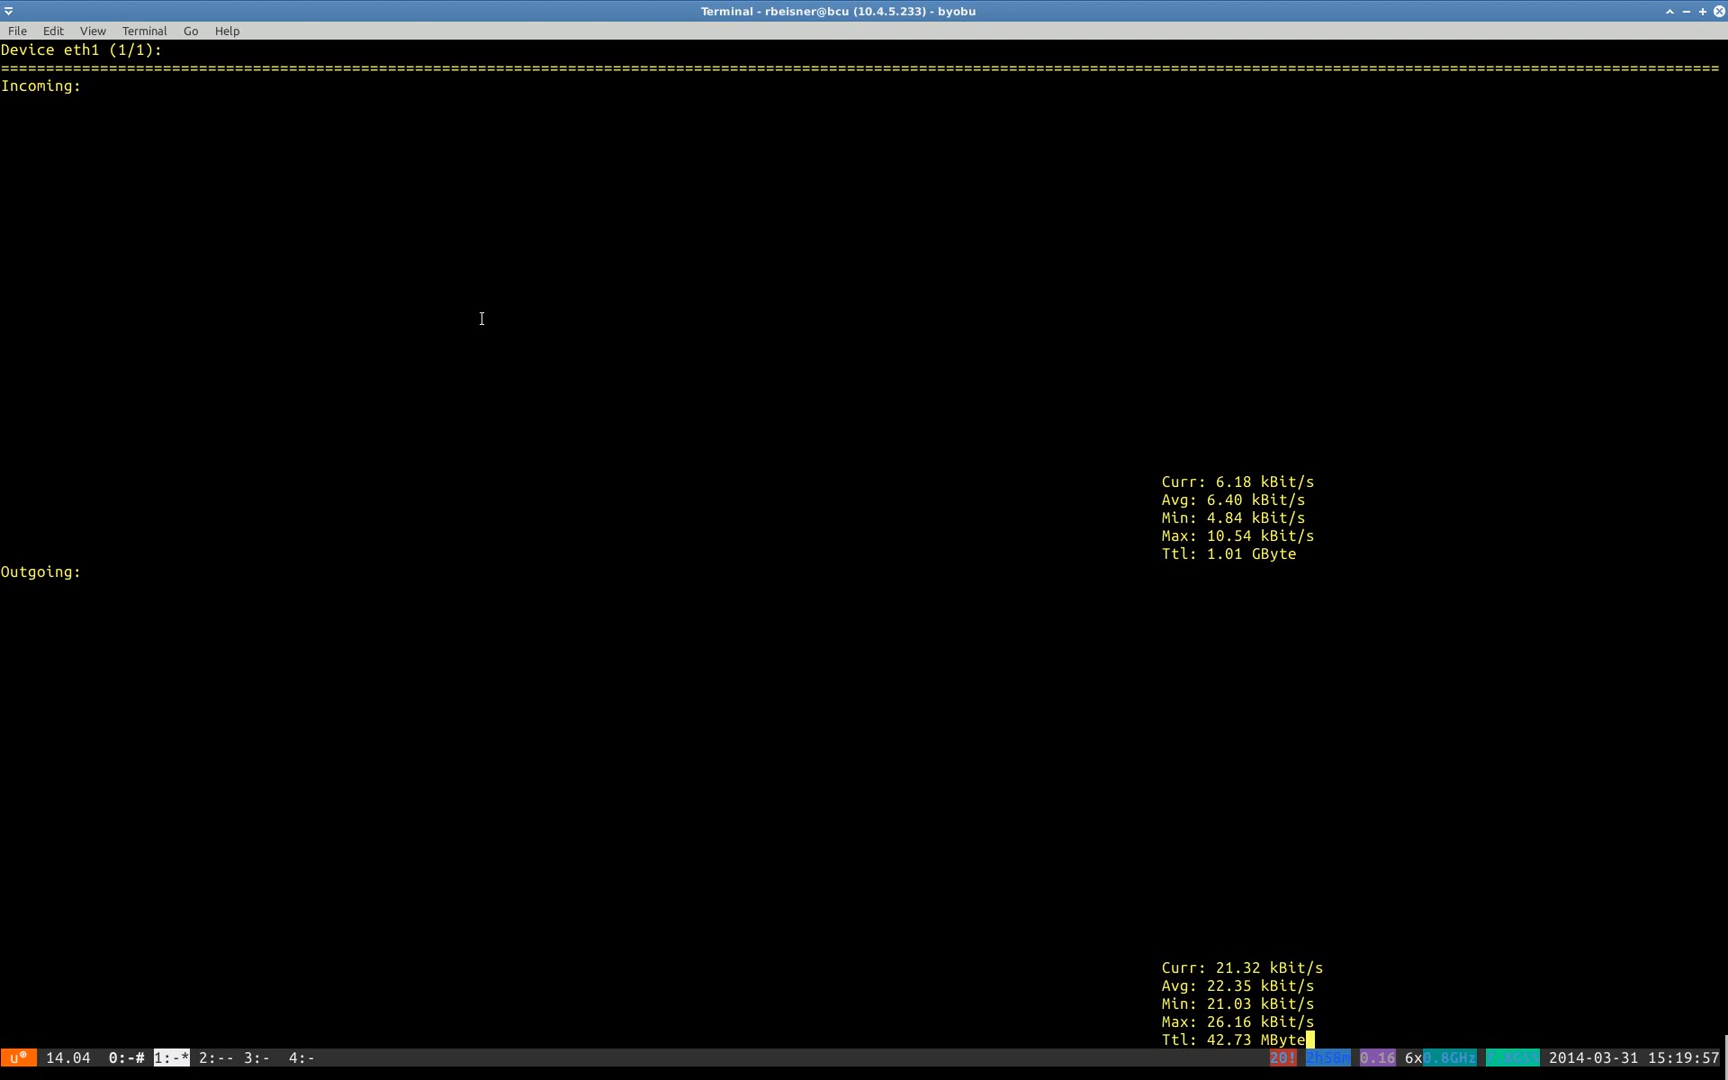 Terminal - rbeisner@bcu (10.4.5.233) - byobu
File Edit View Terminal Go Help
Device eth1 (1/1):
===============================================================================================================================================================================================
Incoming:
Curr: 6.18 kBit/s
Avg: 6.40 kBit/s
Min: 4.84 kBit/s
Max: 10.54 kBit/s
Ttl: 1.01 GByte
Outgoing:
Curr: 21.32 kBit/s
Avg: 22.35 kBit/s
Min: 21.03 kBit/s
Max: 26.16 kBit/s
Ttl: 42.73 MByte
u 14.04 0:-# 1:-* 2:-- 3:- 4:- 20! 2h58m 0.16 6x0.8GHz 2014-03-31 15:19:57